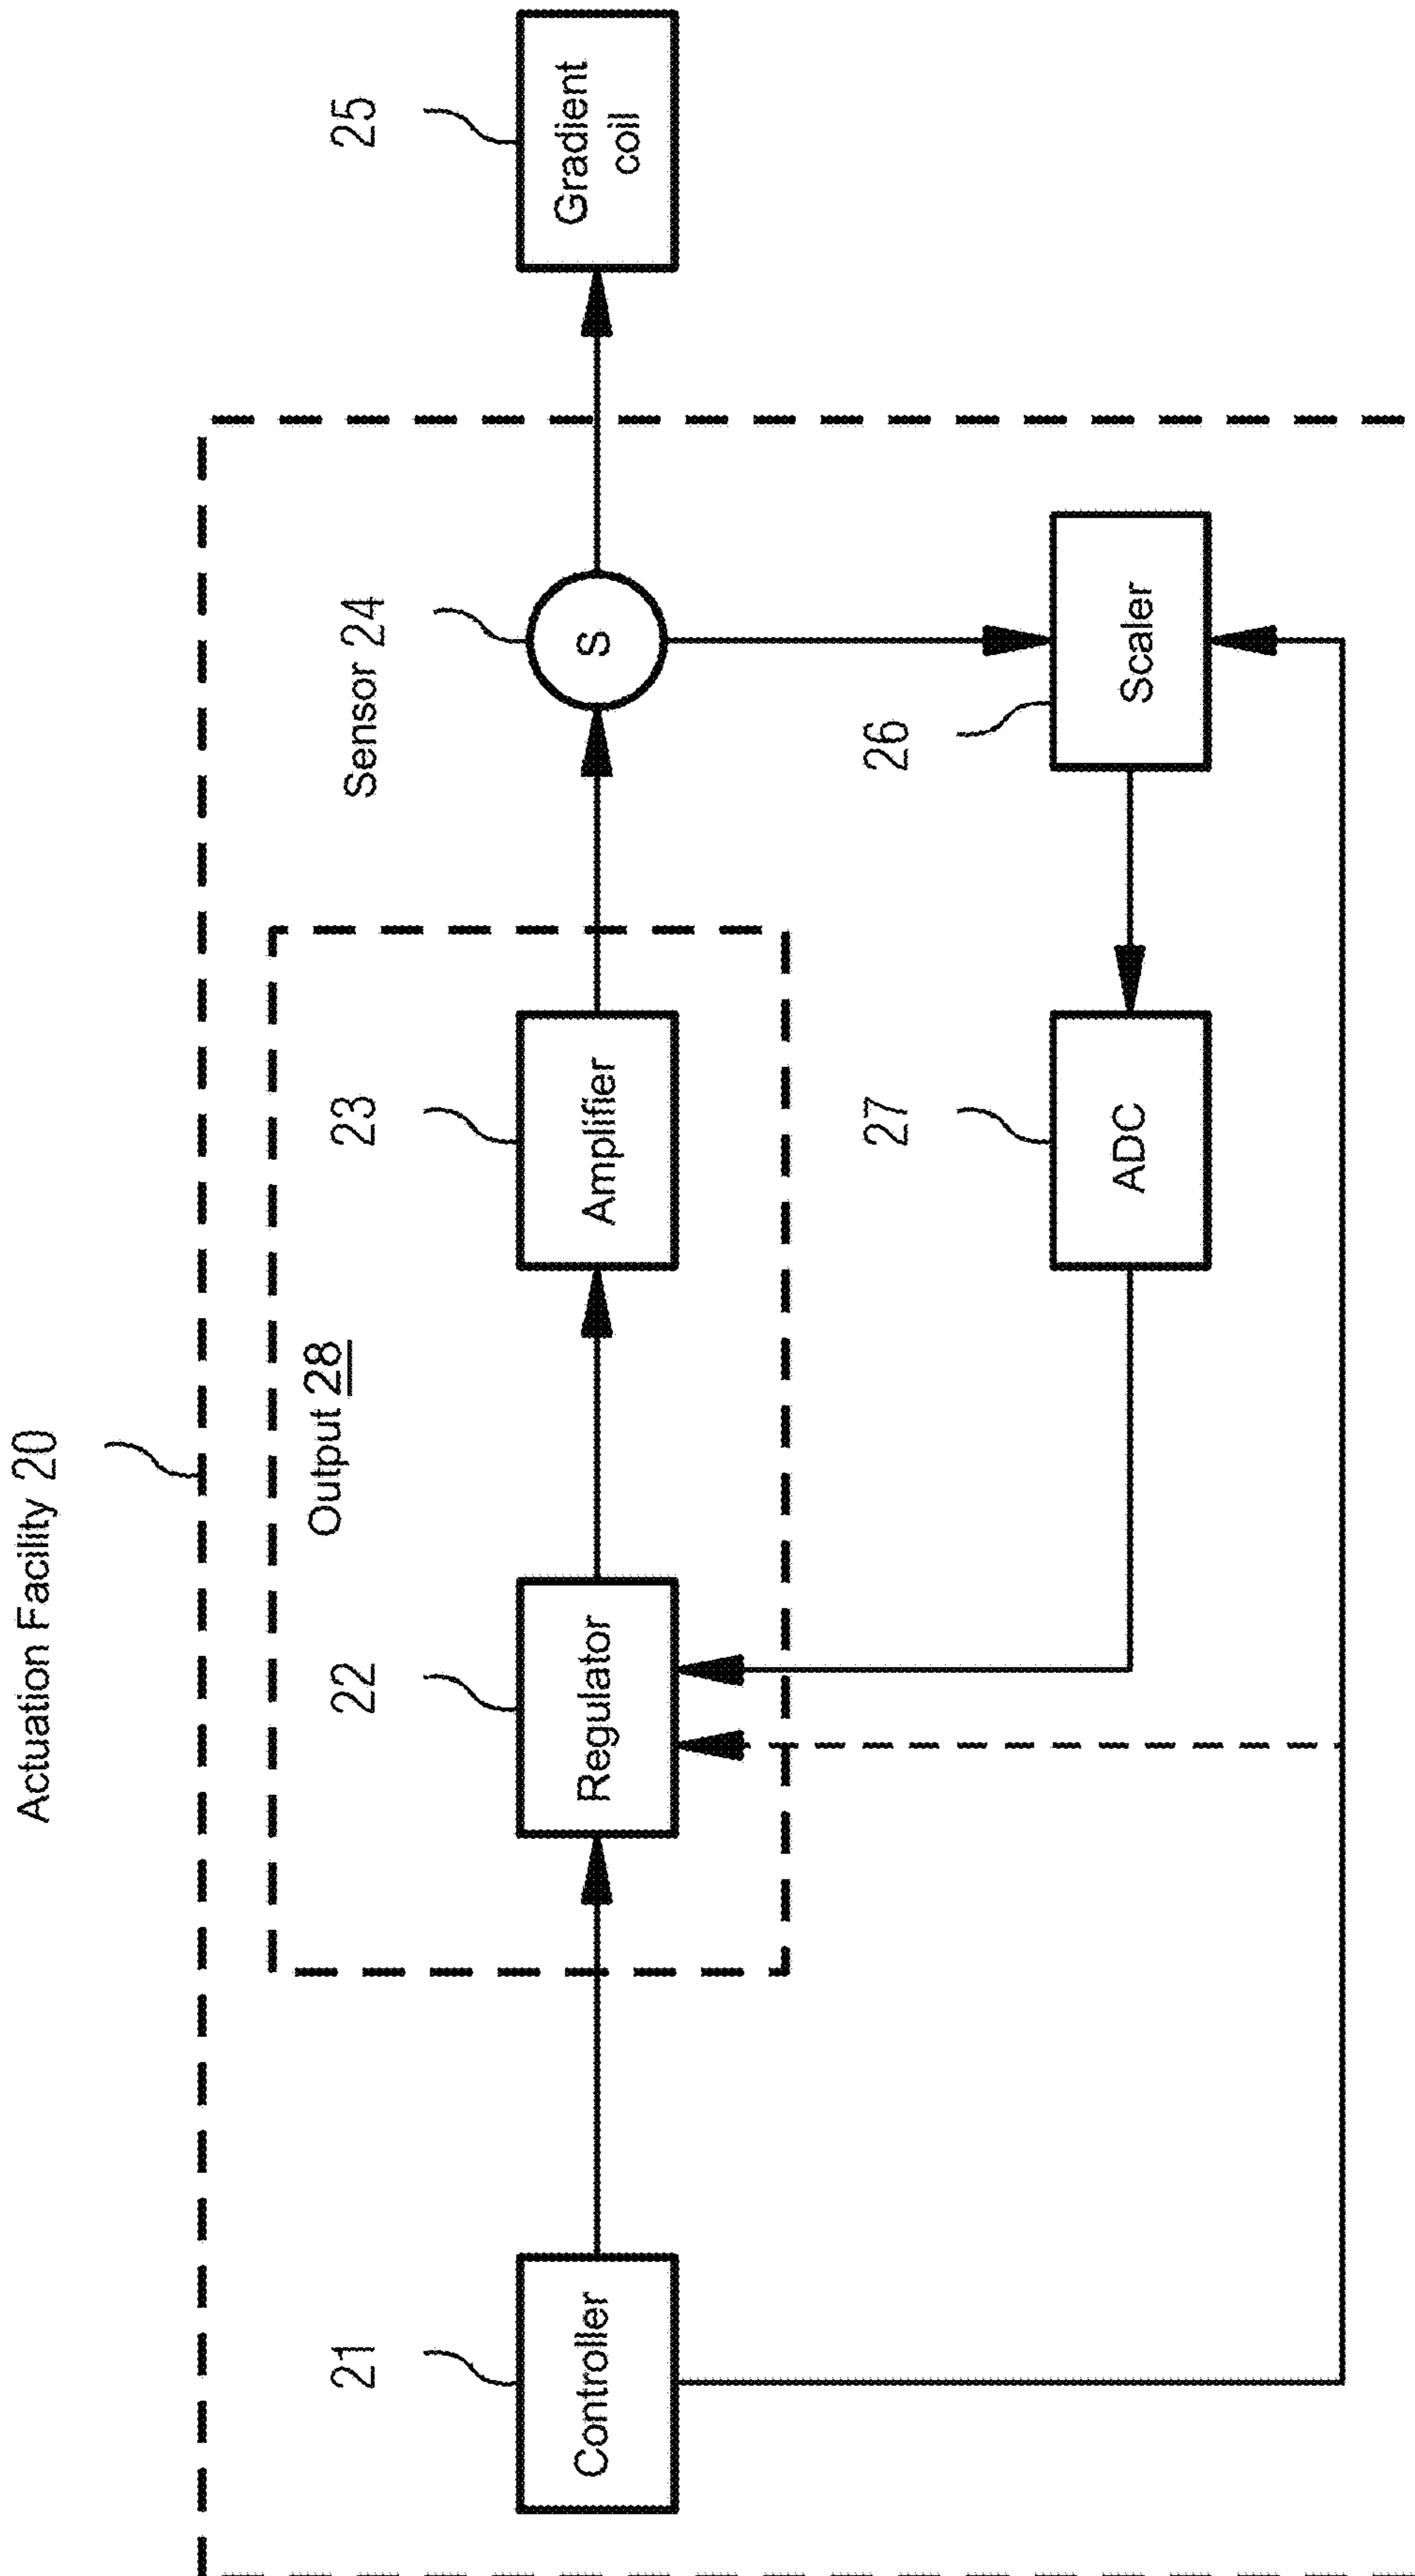 Actuation Facility 20
Output 28
21
22
23
Sensor 24
25
Controller
Regulator
Amplifier
S
Gradient
coil
27
26
ADC
Scaler